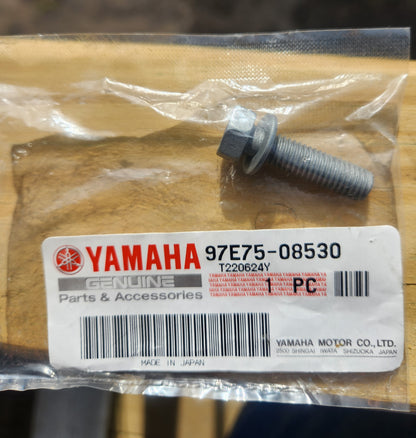 YAMAHA 97E75-08530
GENUINE T220624Y
Parts & Accessories 1 PC
MADE IN JAPAN
YAMAHA MOTOR CO., LTD.
2500 SHINGAI IWATA SHIZUOKA JAPAN